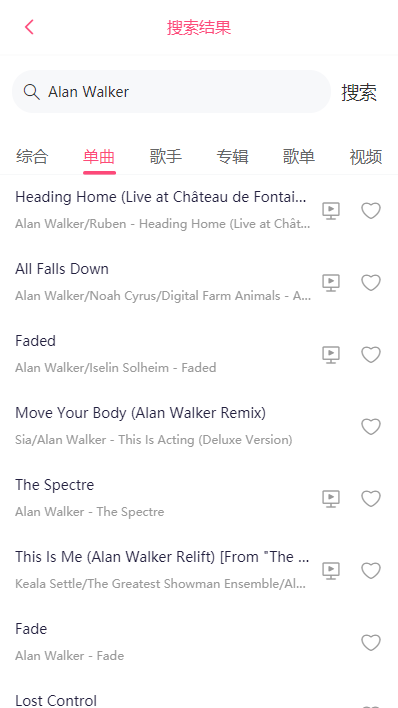 搜索结果
Alan Walker
搜索
综合 单曲 歌手 专辑 歌单 视频
Heading Home (Live at Château de Fontai...
Alan Walker/Ruben - Heading Home (Live at Chât...
All Falls Down
Alan Walker/Noah Cyrus/Digital Farm Animals - A...
Faded
Alan Walker/Iselin Solheim - Faded
Move Your Body (Alan Walker Remix)
Sia/Alan Walker - This Is Acting (Deluxe Version)
The Spectre
Alan Walker - The Spectre
This Is Me (Alan Walker Relift) [From "The ...
Keala Settle/The Greatest Showman Ensemble/Al...
Fade
Alan Walker - Fade
Lost Control